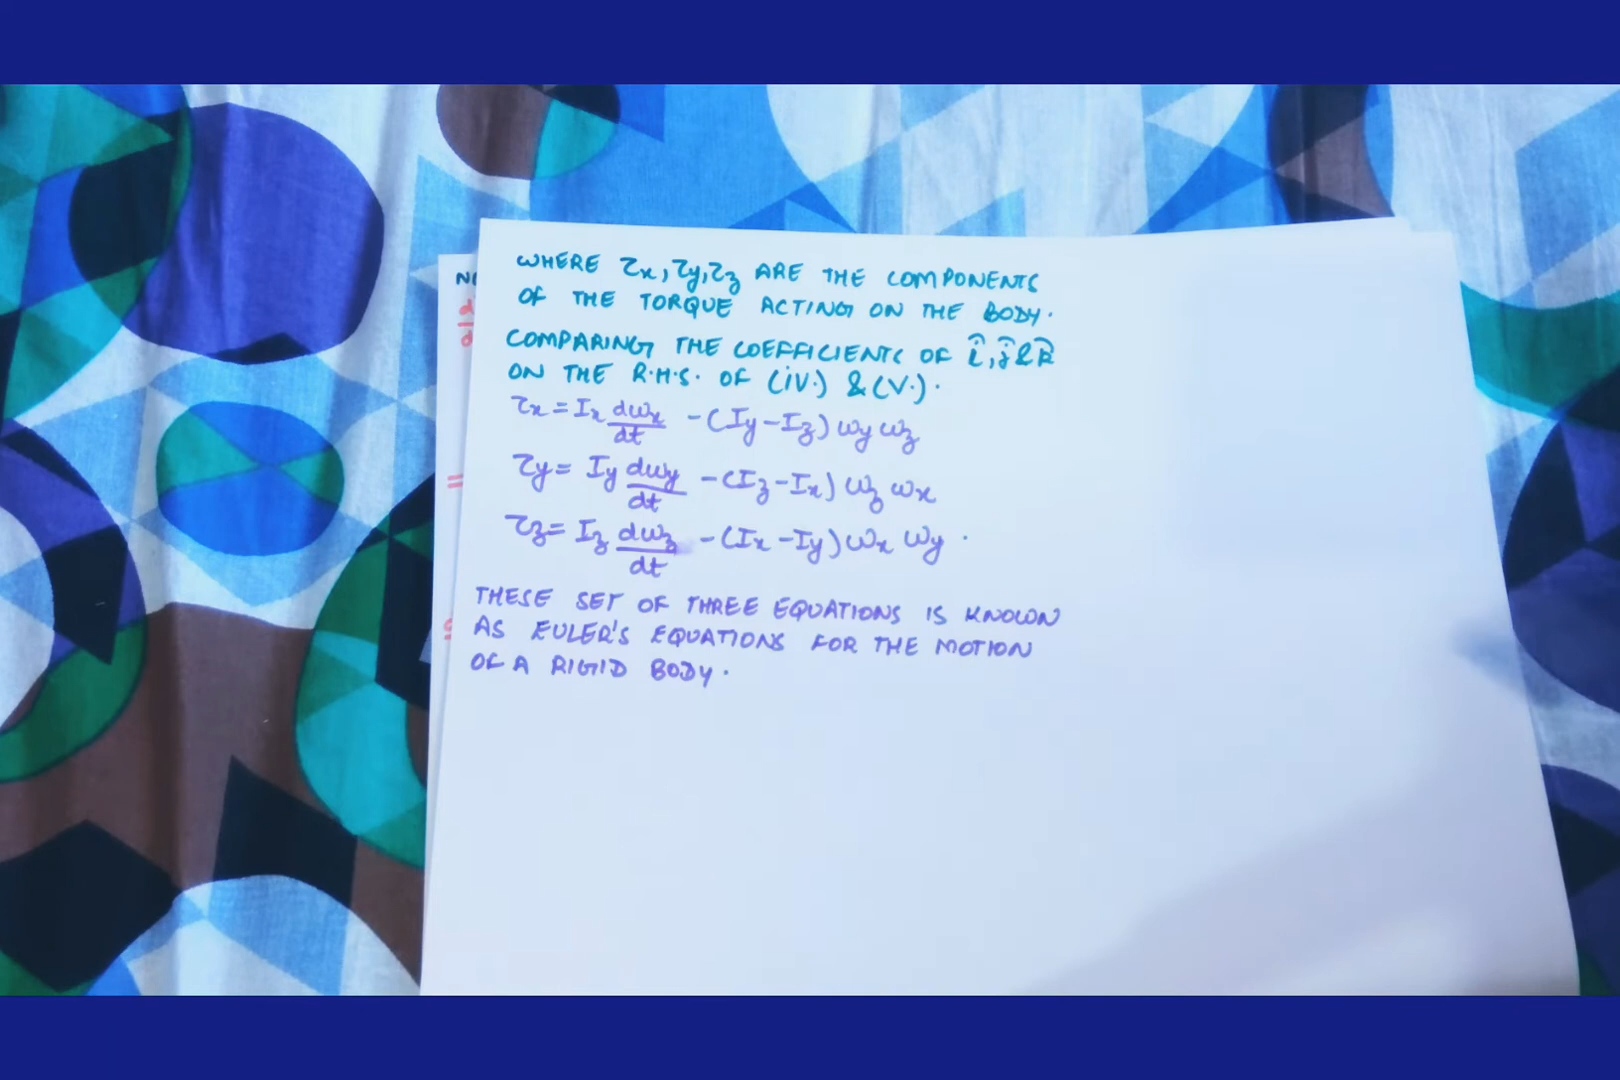 WHERE τx, τy, τz ARE THE COMPONENTS
OF THE TORQUE ACTING ON THE BODY.
COMPARING THE COEFFICIENTS OF î, ĵ & k̂
ON THE R.H.S. OF (iV.) & (V.).
τx = Ix dωx/dt - (Iy - Iz) ωy ωz
τy = Iy dωy/dt - (Iz - Ix) ωz ωx
τz = Iz dωz/dt - (Ix - Iy) ωx ωy.
THESE SET OF THREE EQUATIONS IS KNOWN
AS EULER'S EQUATIONS FOR THE MOTION
OF A RIGID BODY.